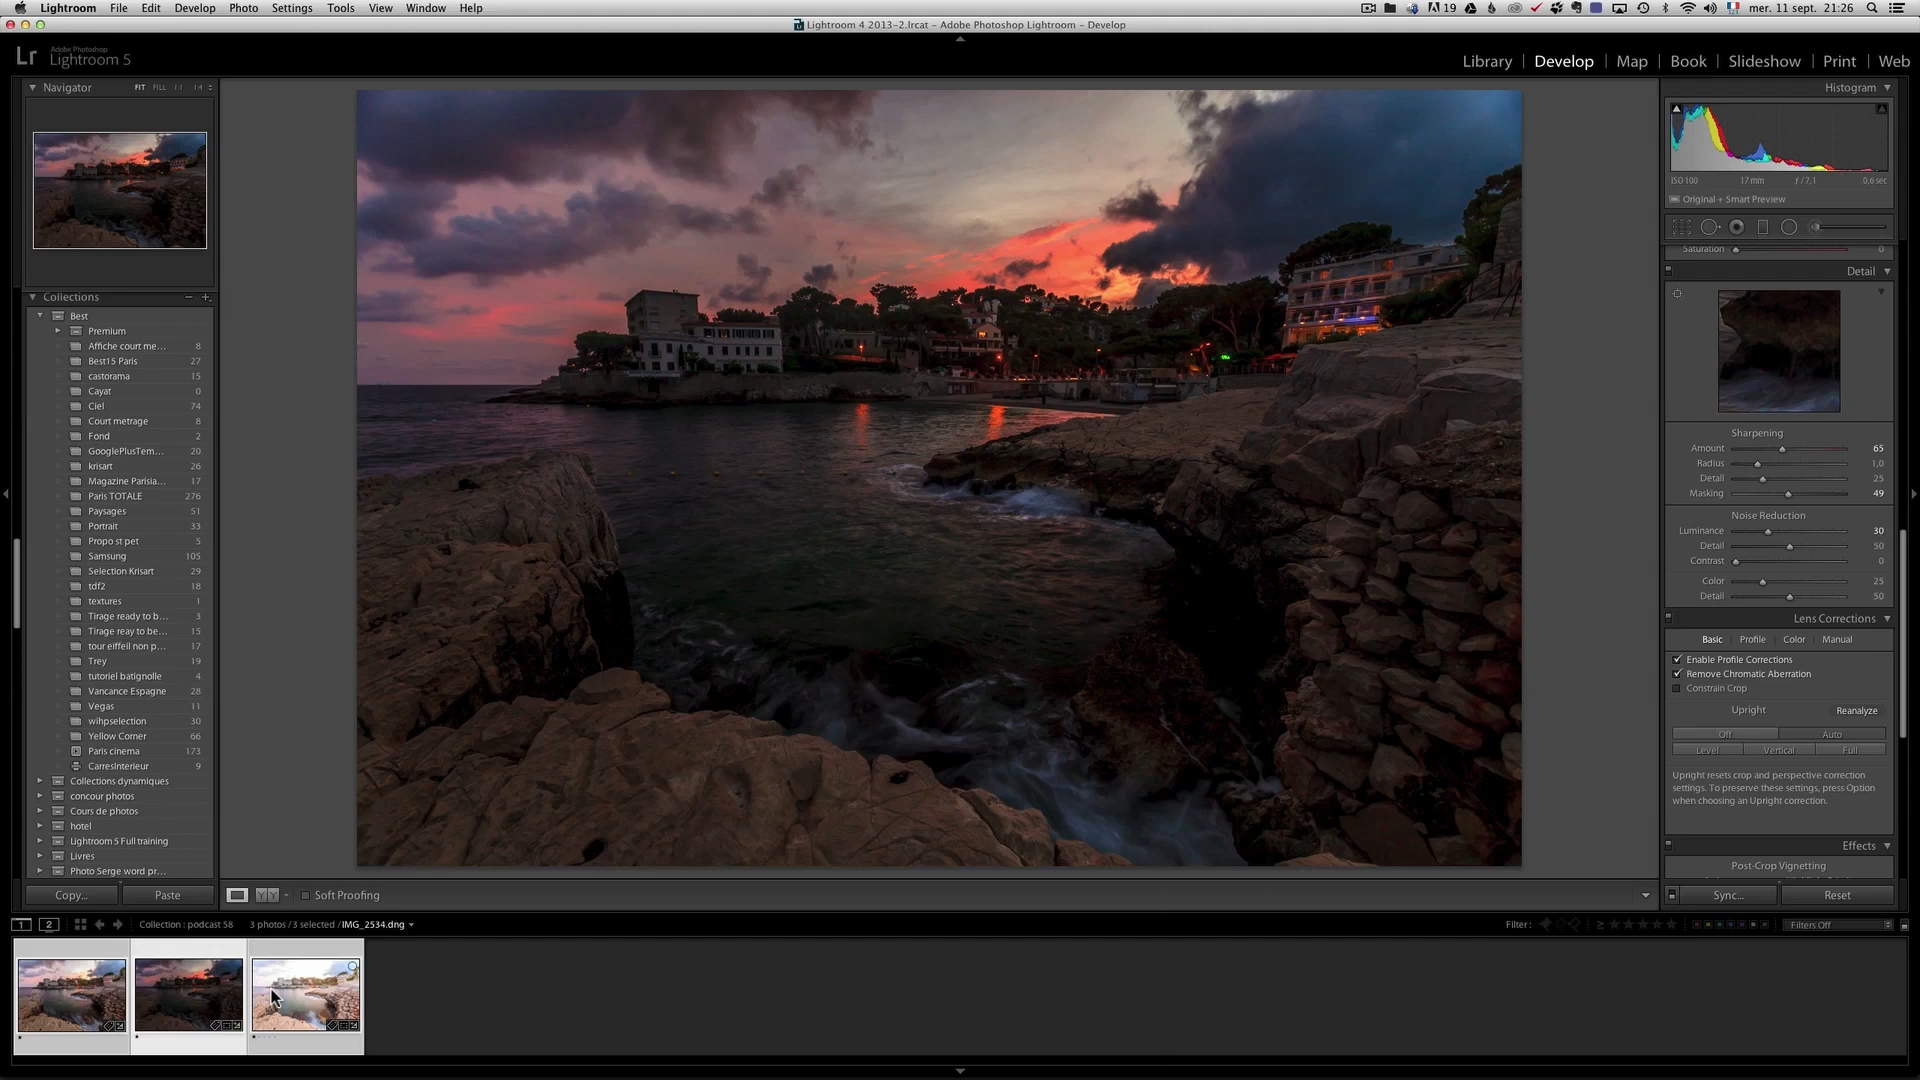 Lightroom File Edit Develop Photo Settings Tools View Window Help
19 mer. 11 sept. 21:26
Lightroom 4 2013-2.lrcat – Adobe Photoshop Lightroom – Develop
Lr Adobe Photoshop
Lightroom 5
Library | Develop | Map | Book | Slideshow | Print | Web
Navigator FIT FILL 1:1 1:4
Histogram
ISO 100 17 mm ƒ / 7,1 0,6 sec
Original + Smart Preview
Saturation 0
Detail
Sharpening
Amount 65
Radius 1,0
Detail 25
Masking 49
Noise Reduction
Luminance 30
Detail 50
Contrast 0
Color 25
Detail 50
Lens Corrections
Basic Profile Color Manual
Enable Profile Corrections
Remove Chromatic Aberration
Constrain Crop
Upright Reanalyze
Off Auto
Level Vertical Full
Upright resets crop and perspective correction
settings. To preserve these settings, press Option
when choosing an Upright correction.
Effects
Post-Crop Vignetting
Sync... Reset
Collections
Best
Premium
Affiche court me... 8
Best15 Paris 27
castorama 15
Cayat 0
Ciel 74
Court metrage 8
Fond 2
GooglePlusTem... 20
krisart 26
Magazine Parisia... 17
Paris TOTALE 276
Paysages 51
Portrait 33
Propo st pet 5
Samsung 105
Selection Krisart 29
tdf2 18
textures 1
Tirage ready to b... 3
Tirage reay to be... 15
tour eiffeil non p... 17
Trey 19
tutoriel batignolle 4
Vancance Espagne 28
Vegas 11
wihpselection 30
Yellow Corner 66
Paris cinema 173
CarresInterieur 9
Collections dynamiques
concour photos
Cours de photos
hotel
Lightroom 5 Full training
Livres
Photo Serge word pr...
Copy... Paste
Soft Proofing
1 2 Collection : podcast 58 3 photos / 3 selected / IMG_2534.dng
Filter : Filters Off